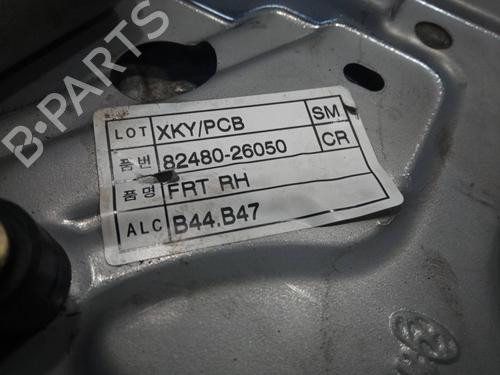 B-PARTS
LOT XKY/PCB SM
품번 82480-26050 CR
품명 FRT RH
ALC B44.B47